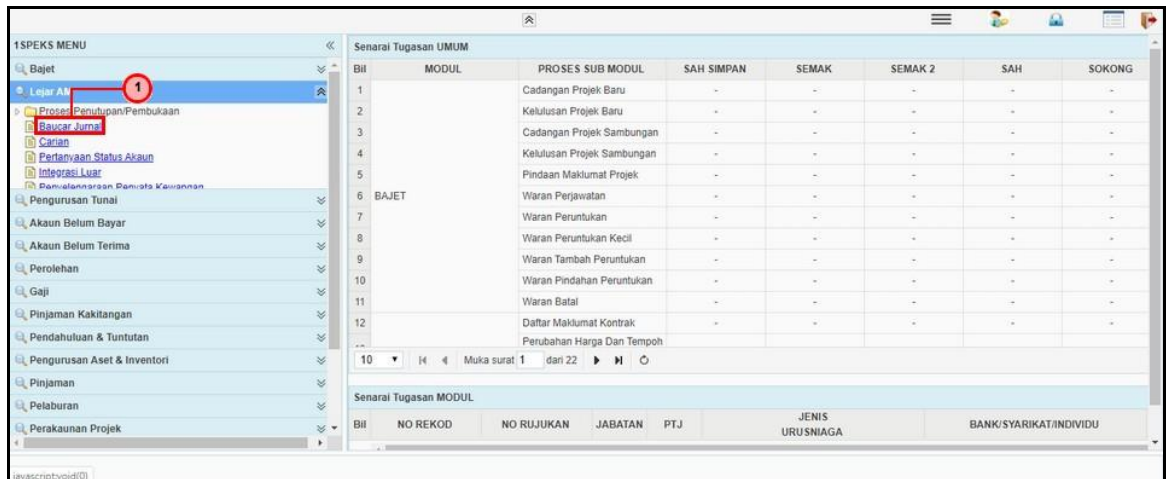 1SPEKS MENU
Bajet
Lejar AM
1
Proses Penutupan/Pembukaan
Baucar Jurnal
Carian
Pertanyaan Status Akaun
Integrasi Luar
Penyelenggaraan Penyata Kewangan
Pengurusan Tunai
Akaun Belum Bayar
Akaun Belum Terima
Perolehan
Gaji
Pinjaman Kakitangan
Pendahuluan & Tuntutan
Pengurusan Aset & Inventori
Pinjaman
Pelaburan
Perakaunan Projek
javascript:void(0)
Senarai Tugasan UMUM
Bil MODUL PROSES SUB MODUL SAH SIMPAN SEMAK SEMAK 2 SAH SOKONG
1 Cadangan Projek Baru - - - - -
2 Kelulusan Projek Baru - - - - -
3 Cadangan Projek Sambungan - - - - -
4 Kelulusan Projek Sambungan - - - - -
5 Pindaan Maklumat Projek - - - - -
6 BAJET Waran Perjawatan - - - - -
7 Waran Peruntukan - - - - -
8 Waran Peruntukan Kecil - - - - -
9 Waran Tambah Peruntukan - - - - -
10 Waran Pindahan Peruntukan - - - - -
11 Waran Batal - - - - -
12 Daftar Maklumat Kontrak - - - - -
Perubahan Harga Dan Tempoh
10 Muka surat 1 dari 22
Senarai Tugasan MODUL
Bil NO REKOD NO RUJUKAN JABATAN PTJ JENIS URUSNIAGA BANK/SYARIKAT/INDIVIDU